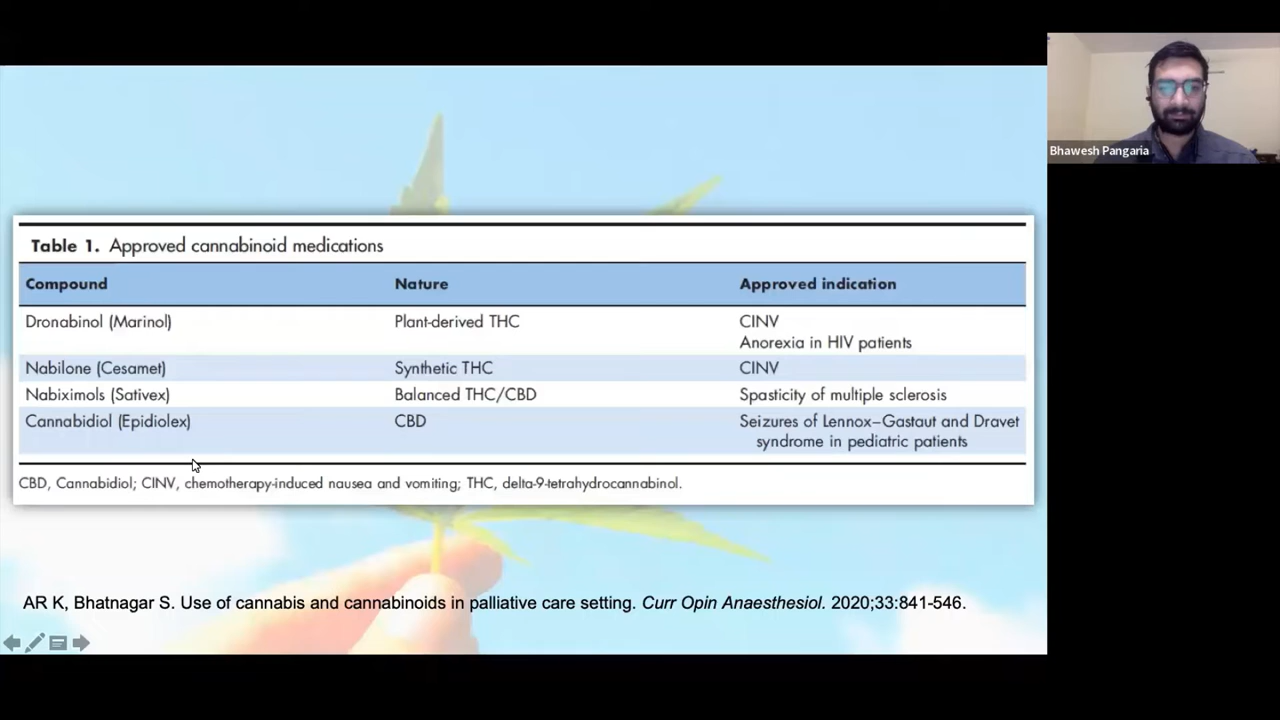 Bhawesh Pangaria
Table 1. Approved cannabinoid medications
Compound Nature Approved indication
Dronabinol (Marinol) Plant-derived THC CINV
Anorexia in HIV patients
Nabilone (Cesamet) Synthetic THC CINV
Nabiximols (Sativex) Balanced THC/CBD Spasticity of multiple sclerosis
Cannabidiol (Epidiolex) CBD Seizures of Lennox–Gastaut and Dravet
syndrome in pediatric patients
CBD, Cannabidiol; CINV, chemotherapy-induced nausea and vomiting; THC, delta-9-tetrahydrocannabinol.
AR K, Bhatnagar S. Use of cannabis and cannabinoids in palliative care setting. Curr Opin Anaesthesiol. 2020;33:841-546.